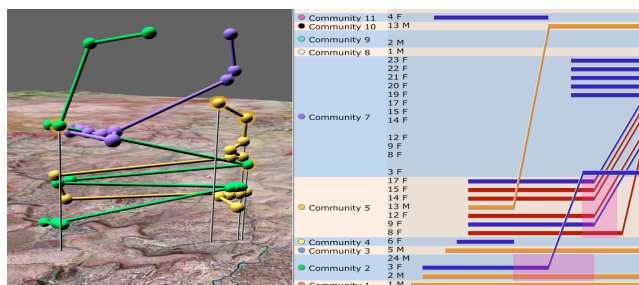 Community 11 4 F
Community 10 13 M
Community 9 2 M
Community 8 1 M
23 F
22 F
21 F
20 F
19 F
17 F
15 F
14 F
Community 7
12 F
9 F
8 F
3 F
17 F
15 F
14 F
Community 5 13 M
12 F
9 F
8 F
Community 4 6 F
Community 3 5 M
24 M
Community 2 3 F
2 M
Community 1 1 M